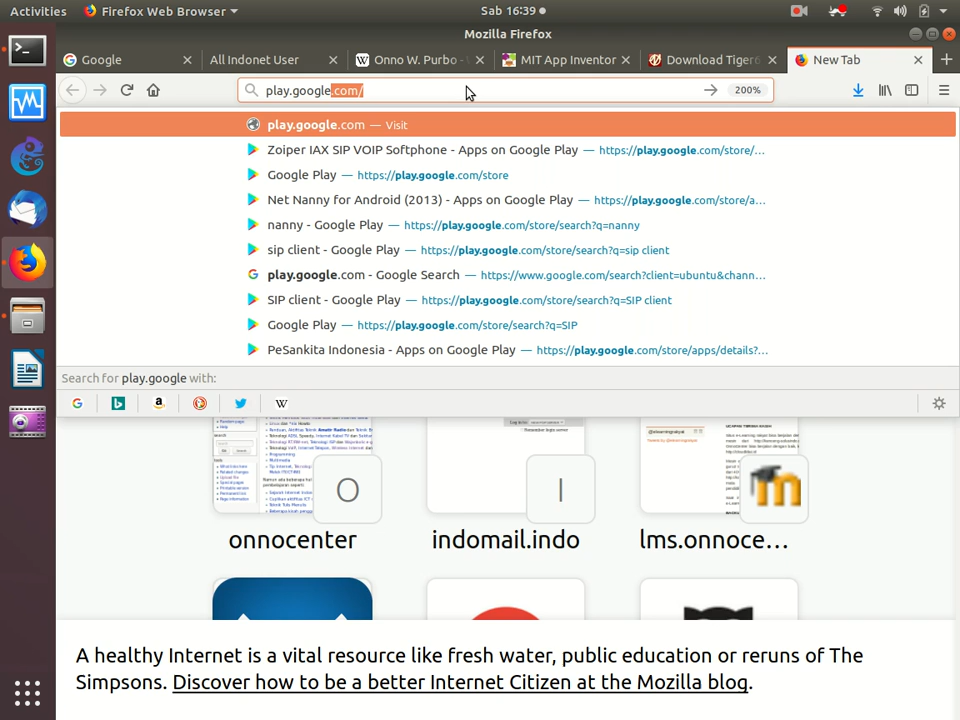 Activities
Firefox Web Browser
Sab 16:39
Mozilla Firefox
Google
All Indonet User
Onno W. Purbo -
MIT App Inventor
Download Tiger
New Tab
play.google.com/
200%
play.google.com — Visit
Zoiper IAX SIP VOIP Softphone - Apps on Google Play — https://play.google.com/store/…
Google Play — https://play.google.com/store
Net Nanny for Android (2013) - Apps on Google Play — https://play.google.com/store/a…
nanny - Google Play — https://play.google.com/store/search?q=nanny
sip client - Google Play — https://play.google.com/store/search?q=sip client
play.google.com - Google Search — https://www.google.com/search?client=ubuntu&chann…
SIP client - Google Play — https://play.google.com/store/search?q=SIP client
Google Play — https://play.google.com/store/search?q=SIP
PeSankita Indonesia - Apps on Google Play — https://play.google.com/store/apps/details?…
Search for play.google with:
O
I
onnocenter
indomail.indo
lms.onnoce…
A healthy Internet is a vital resource like fresh water, public education or reruns of The
Simpsons. Discover how to be a better Internet Citizen at the Mozilla blog.